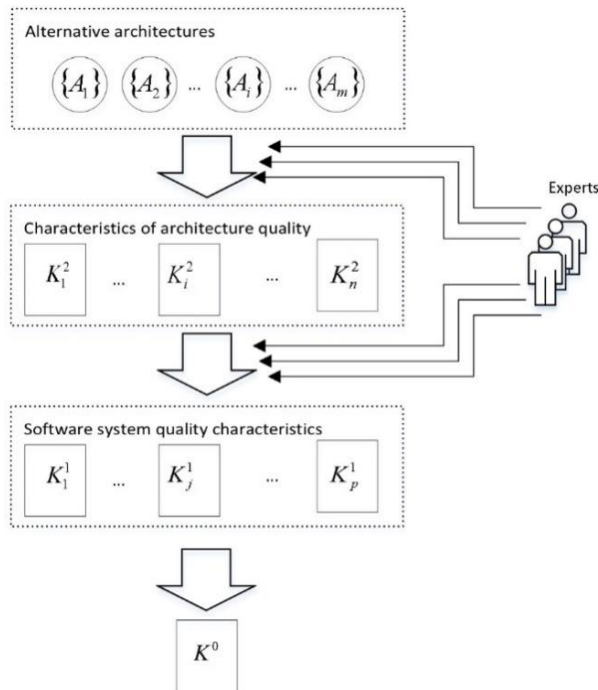 Alternative architectures
{A₁} {A₂} ... {Aᵢ} ... {Aₘ}
Experts
Characteristics of architecture quality
K₁² ... Kᵢ² ... Kₙ²
Software system quality characteristics
K₁¹ ... Kⱼ¹ ... Kₚ¹
K⁰